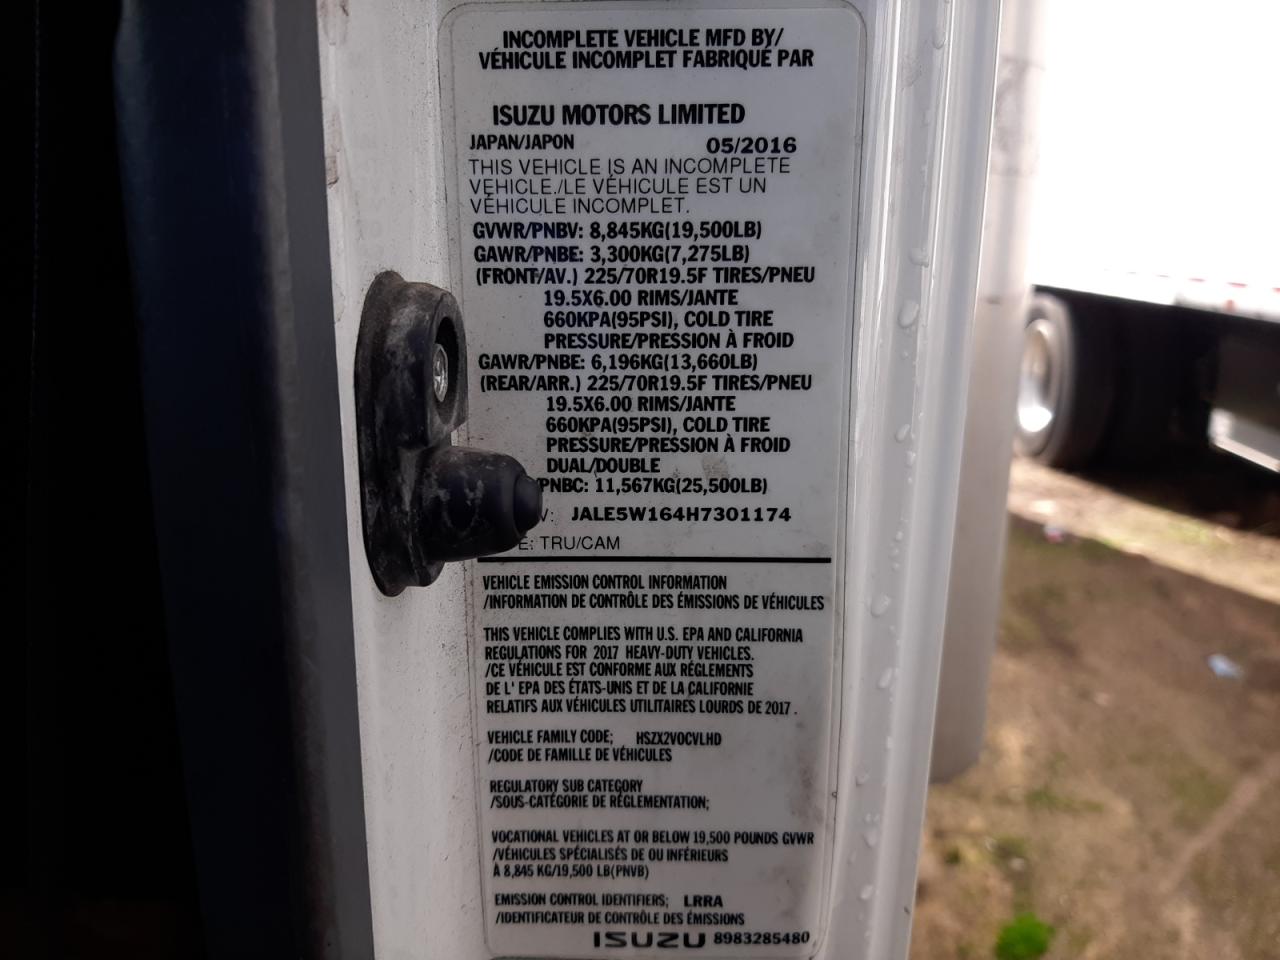 INCOMPLETE VEHICLE MFD BY/
VÉHICULE INCOMPLET FABRIQUÉ PAR
ISUZU MOTORS LIMITED
JAPAN/JAPON 05/2016
THIS VEHICLE IS AN INCOMPLETE
VEHICLE./LE VÉHICULE EST UN
VÉHICULE INCOMPLET.
GVWR/PNBV: 8,845KG(19,500LB)
GAWR/PNBE: 3,300KG(7,275LB)
(FRONT/AV.) 225/70R19.5F TIRES/PNEU
19.5X6.00 RIMS/JANTE
660KPA(95PSI), COLD TIRE
PRESSURE/PRESSION À FROID
GAWR/PNBE: 6,196KG(13,660LB)
(REAR/ARR.) 225/70R19.5F TIRES/PNEU
19.5X6.00 RIMS/JANTE
660KPA(95PSI), COLD TIRE
PRESSURE/PRESSION À FROID
DUAL/DOUBLE
/PNBC: 11,567KG(25,500LB)
JALE5W164H7301174
E: TRU/CAM
VEHICLE EMISSION CONTROL INFORMATION
/INFORMATION DE CONTRÔLE DES ÉMISSIONS DE VÉHICULES
THIS VEHICLE COMPLIES WITH U.S. EPA AND CALIFORNIA
REGULATIONS FOR 2017 HEAVY-DUTY VEHICLES.
/CE VÉHICULE EST CONFORME AUX RÉGLEMENTS
DE L' EPA DES ÉTATS-UNIS ET DE LA CALIFORNIE
RELATIFS AUX VÉHICULES UTILITAIRES LOURDS DE 2017 .
VEHICLE FAMILY CODE; HSZX2VOCVLHD
/CODE DE FAMILLE DE VÉHICULES
REGULATORY SUB CATEGORY
/SOUS-CATÉGORIE DE RÉGLEMENTATION;
VOCATIONAL VEHICLES AT OR BELOW 19,500 POUNDS GVWR
/VÉHICULES SPÉCIALISÉS DE OU INFÉRIEURS
À 8,845 KG/19,500 LB(PNVB)
EMISSION CONTROL IDENTIFIERS; LRRA
/IDENTIFICATEUR DE CONTRÔLE DES ÉMISSIONS
ISUZU 8983285480